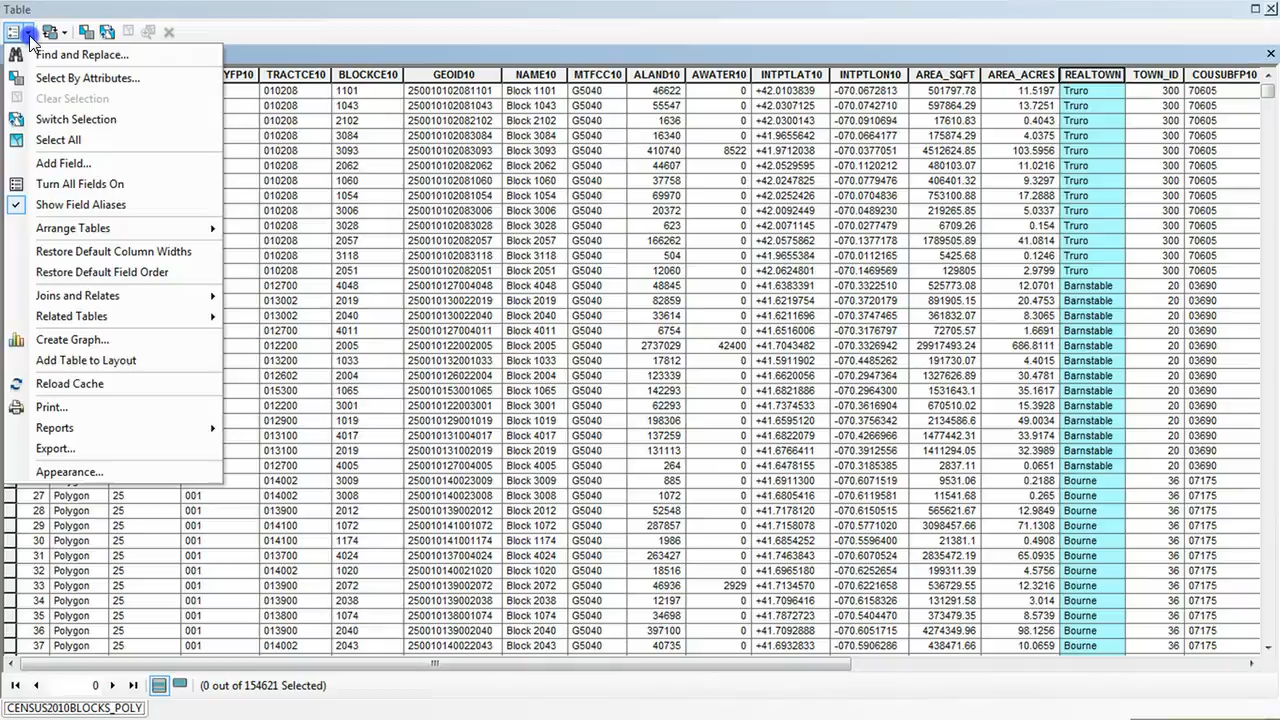 Table
Find and Replace...
Select By Attributes...
Clear Selection
Switch Selection
Select All
Add Field...
Turn All Fields On
Show Field Aliases
Arrange Tables
Restore Default Column Widths
Restore Default Field Order
Joins and Relates
Related Tables
Create Graph...
Add Table to Layout
Reload Cache
Print...
Reports
Export...
Appearance...
YFP10 TRACTCE10 BLOCKCE10 GEOID10 NAME10 MTFCC10 ALAND10 AWATER10 INTPTLAT10 INTPTLON10 AREA_SQFT AREA_ACRES REALTOWN TOWN_ID COUSUBFP10
010208 1101 250010102081101 Block 1101 G5040 46622 0 +42.0103839 -070.0672813 501797.78 11.5197 Truro 300 70605
010208 1043 250010102081043 Block 1043 G5040 55547 0 +42.0307125 -070.0742710 597864.29 13.7251 Truro 300 70605
010208 2102 250010102082102 Block 2102 G5040 1636 0 +42.0300143 -070.0910694 17610.83 0.4043 Truro 300 70605
010208 3084 250010102083084 Block 3084 G5040 16340 0 +41.9655642 -070.0664177 175874.29 4.0375 Truro 300 70605
010208 3093 250010102083093 Block 3093 G5040 410740 8522 +41.9712038 -070.0377051 4512624.85 103.5956 Truro 300 70605
010208 2062 250010102082062 Block 2062 G5040 44607 0 +42.0529595 -070.1120212 480103.07 11.0216 Truro 300 70605
010208 1060 250010102081060 Block 1060 G5040 37758 0 +42.0207898 -070.0779476 406401.32 9.3297 Truro 300 70605
010208 1054 250010102081054 Block 1054 G5040 69970 0 +42.0252426 -070.0704836 753100.16 17.2888 Truro 300 70605
010208 3006 250010102083006 Block 3006 G5040 20372 0 +42.0092449 -070.0489230 219265.85 5.0337 Truro 300 70605
010208 3028 250010102083028 Block 3028 G5040 623 0 +42.0071145 -070.0277208 6709.26 0.154 Truro 300 70605
010208 2057 250010102082057 Block 2057 G5040 166262 0 +42.0575862 -070.1377178 1789505.89 41.0814 Truro 300 70605
010208 3118 250010102083118 Block 3118 G5040 504 0 +42.0082164 -070.0912547 5425.68 0.1246 Truro 300 70605
010208 2051 250010102082051 Block 2051 G5040 12060 0 +42.0624801 -070.1469569 129805 2.9799 Truro 300 70605
012700 4048 250010127004048 Block 4048 G5040 48845 0 +41.6383391 -070.3322510 525773.08 12.0701 Barnstable 20 03690
013002 2019 250010130022019 Block 2019 G5040 82859 0 +41.6219754 -070.3720179 891905.15 20.4753 Barnstable 20 03690
013002 2040 250010130022040 Block 2040 G5040 33614 0 +41.6154205 -070.3747465 361832.07 8.3065 Barnstable 20 03690
012700 4011 250010127004011 Block 4011 G5040 6754 0 +41.6516006 -070.3176797 72705.57 1.6691 Barnstable 20 03690
012200 2005 250010122002005 Block 2005 G5040 2737029 42400 +41.7043482 -070.3326942 29917493.24 686.8111 Barnstable 20 03690
013200 1033 250010132001033 Block 1033 G5040 17812 0 +41.5911902 -070.4485262 191730.07 4.4015 Barnstable 20 03690
012602 2004 250010126022004 Block 2004 G5040 123339 0 +41.6620056 -070.2947364 1327626.89 30.4781 Barnstable 20 03690
015300 1065 250010153001065 Block 1065 G5040 142293 0 +41.6821886 -070.2964300 1531643.1 35.1617 Barnstable 20 03690
012200 3001 250010122003001 Block 3001 G5040 62293 0 +41.7374533 -070.3616904 670510.02 15.3928 Barnstable 20 03690
012900 1019 250010129001019 Block 1019 G5040 198306 0 +41.6580242 -070.3756342 2134586.6 49.0034 Barnstable 20 03690
013100 4017 250010131004017 Block 4017 G5040 137259 0 +41.6822079 -070.4266966 1477442.31 33.9174 Barnstable 20 03690
013100 2019 250010131002019 Block 2019 G5040 131113 0 +41.6455954 -070.3912556 1411294.25 32.3989 Barnstable 20 03690
012700 4005 250010127004005 Block 4005 G5040 264 0 +41.6478155 -070.3185385 2838.46 0.0651 Barnstable 20 03690
014002 3009 250010140023009 Block 3009 G5040 885 0 +41.6911300 -070.6071519 9531.06 0.2188 Bourne 36 07175
27 Polygon 25 001 014002 3008 250010140023008 Block 3008 G5040 1072 0 +41.6805416 -070.6119581 11541.68 0.265 Bourne 36 07175
28 Polygon 25 001 013900 2012 250010139002012 Block 2012 G5040 52548 0 +41.7178120 -070.6150515 565621.67 12.9849 Bourne 36 07175
29 Polygon 25 001 014100 1072 250010141001072 Block 1072 G5040 287857 0 +41.7158078 -070.5771020 3098457.66 71.1308 Bourne 36 07175
30 Polygon 25 001 014100 1174 250010141001174 Block 1174 G5040 1986 0 +41.6854252 -070.5596400 21381.1 0.4908 Bourne 36 07175
31 Polygon 25 001 013700 4024 250010137004024 Block 4024 G5040 263427 0 +41.7463843 -070.6070524 2835472.19 65.0935 Bourne 36 07175
32 Polygon 25 001 014002 1020 250010140021020 Block 1020 G5040 18516 0 +41.6965180 -070.6252654 199311.39 4.5756 Bourne 36 07175
33 Polygon 25 001 013900 2072 250010139002072 Block 2072 G5040 46936 2929 +41.7134570 -070.6221658 536729.55 12.3216 Bourne 36 07175
34 Polygon 25 001 013900 2038 250010139002038 Block 2038 G5040 12197 0 +41.7096416 -070.6158326 131291.58 3.014 Bourne 36 07175
35 Polygon 25 001 013800 1074 250010138001074 Block 1074 G5040 34698 0 +41.7872723 -070.5404470 373479.35 8.5739 Bourne 36 07175
36 Polygon 25 001 013900 2040 250010139002040 Block 2040 G5040 397100 0 +41.7092888 -070.6051715 4274349.96 98.1256 Bourne 36 07175
37 Polygon 25 001 014002 2043 250010140022043 Block 2043 G5040 40735 0 +41.6932833 -070.5906286 438471.66 10.0659 Bourne 36 07175
0 (0 out of 154621 Selected)
CENSUS2010BLOCKS_POLY